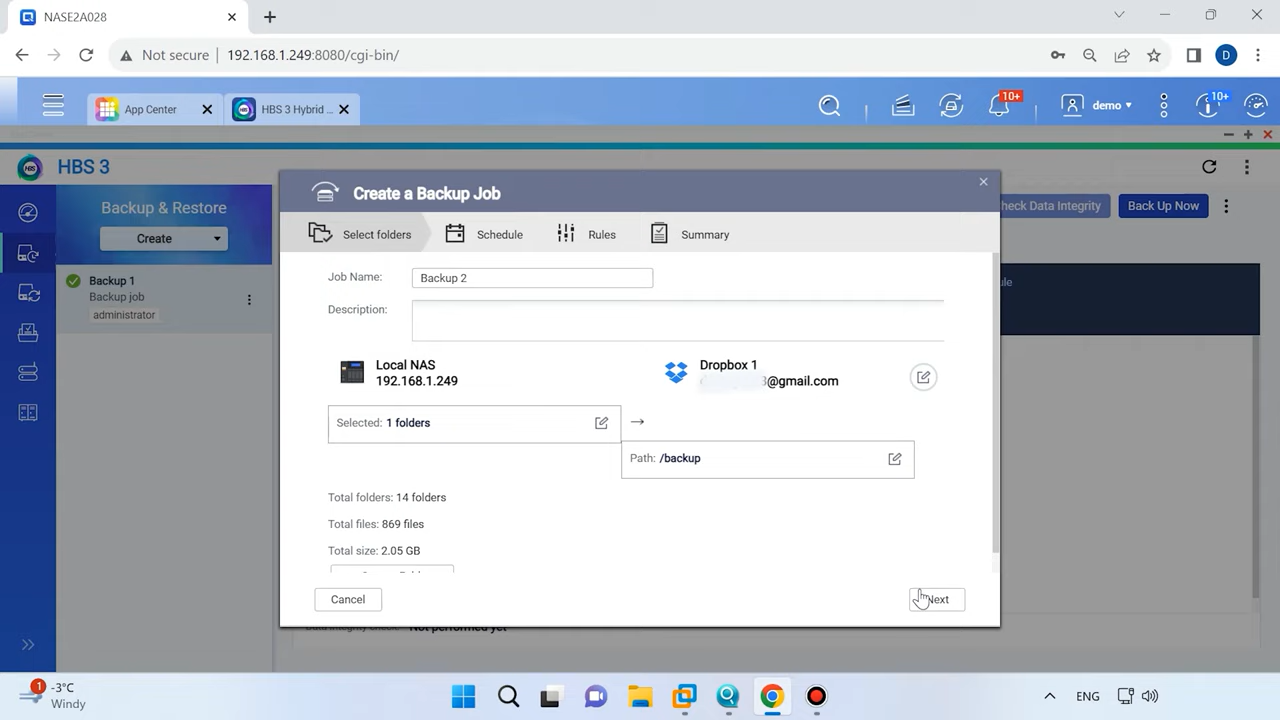 NASE2A028
Not secure 192.168.1.249:8080/cgi-bin/
App Center
HBS 3 Hybrid ...
10+
demo
10+
HBS 3
Backup & Restore
Create
Backup 1
Backup job
administrator
Check Data Integrity
Back Up Now
Create a Backup Job
Select folders
Schedule
Rules
Summary
Job Name: Backup 2
Description:
Local NAS
192.168.1.249
Dropbox 1
@gmail.com
Selected: 1 folders
Path: /backup
Total folders: 14 folders
Total files: 869 files
Total size: 2.05 GB
Cancel
Next
Not performed yet
1
-3°C
Windy
ENG
D